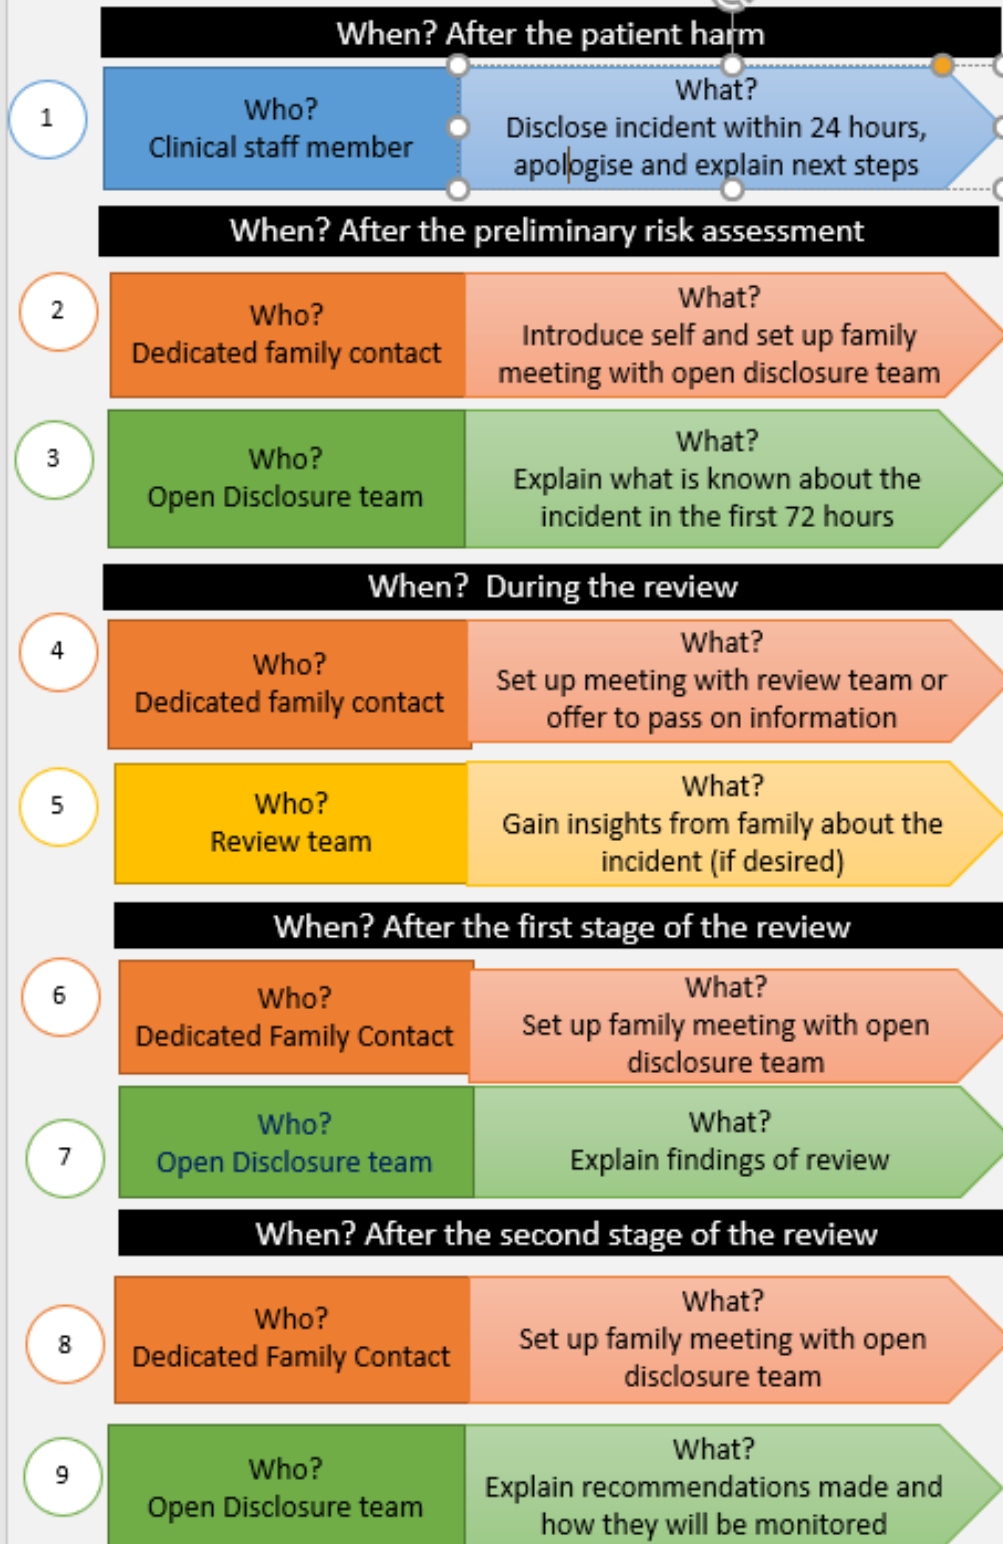 When? After the patient harm
1
Who?
Clinical staff member
What?
Disclose incident within 24 hours,
apologise and explain next steps
When? After the preliminary risk assessment
2
Who?
Dedicated family contact
What?
Introduce self and set up family
meeting with open disclosure team
3
Who?
Open Disclosure team
What?
Explain what is known about the
incident in the first 72 hours
When?  During the review
4
Who?
Dedicated family contact
What?
Set up meeting with review team or
offer to pass on information
5
Who?
Review team
What?
Gain insights from family about the
incident (if desired)
When? After the first stage of the review
6
Who?
Dedicated Family Contact
What?
Set up family meeting with open
disclosure team
7
Who?
Open Disclosure team
What?
Explain findings of review
When? After the second stage of the review
8
Who?
Dedicated Family Contact
What?
Set up family meeting with open
disclosure team
9
Who?
Open Disclosure team
What?
Explain recommendations made and
how they will be monitored